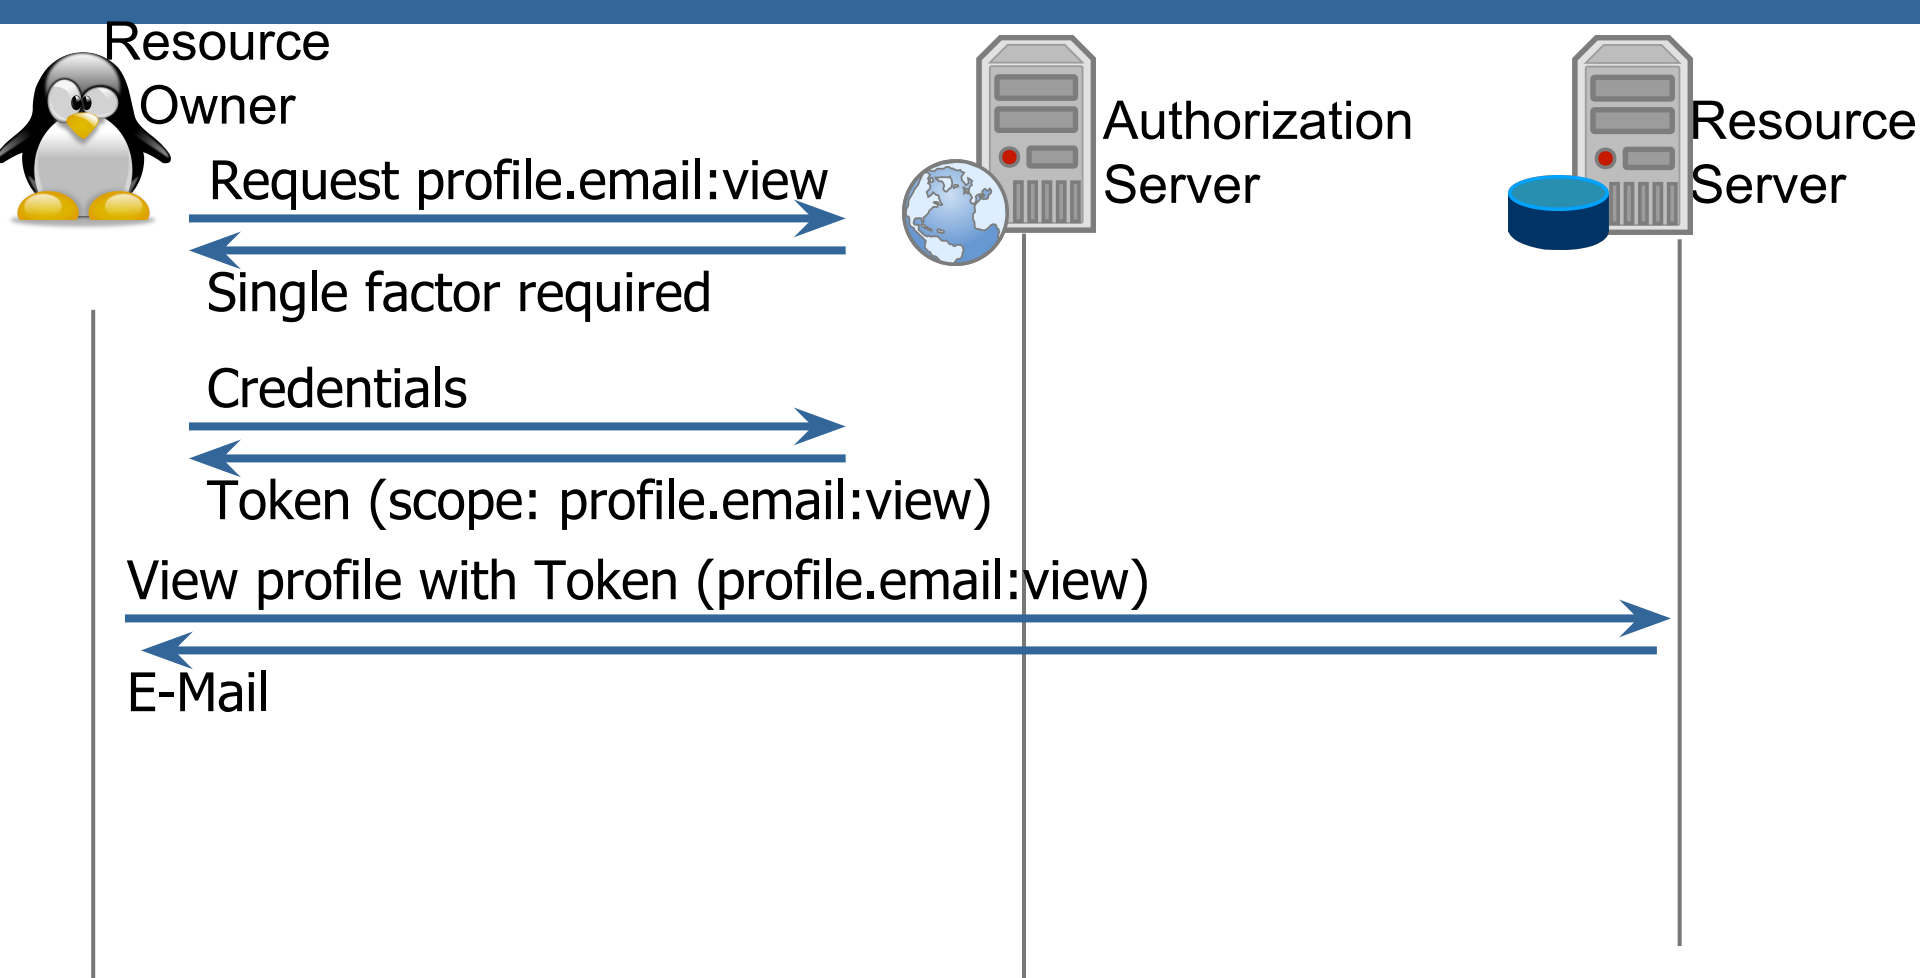 Resource
Owner
Authorization
Server
Resource
Server
Request profile.email:view
Single factor required
Credentials
Token (scope: profile.email:view)
View profile with Token (profile.email:view)
E-Mail